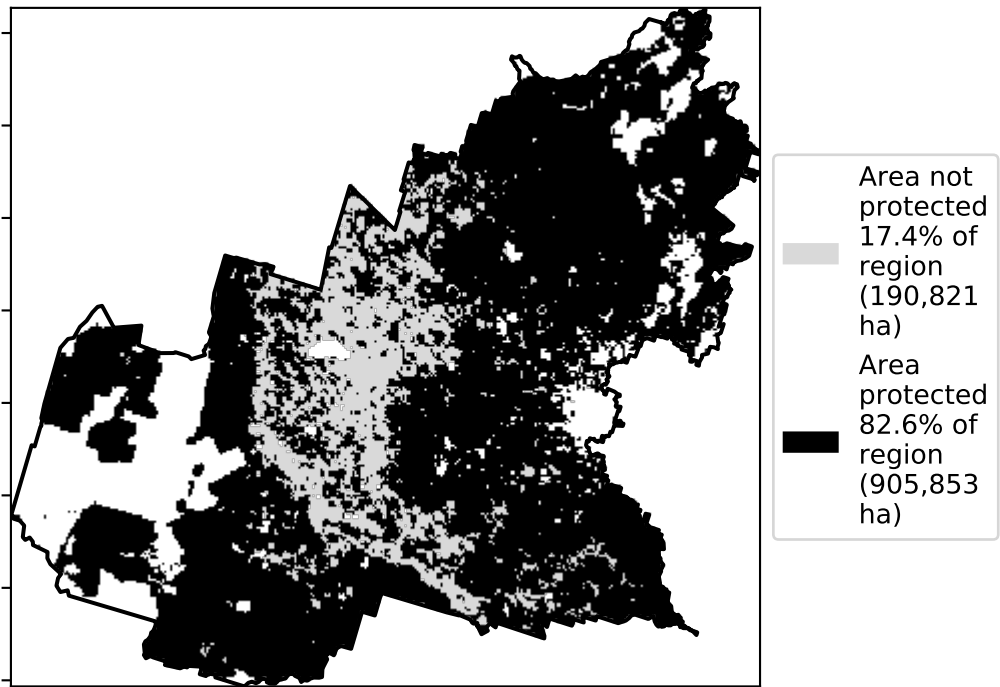 Area not
protected
17.4% of
region
(190,821
ha)
Area
protected
82.6% of
region
(905,853
ha)